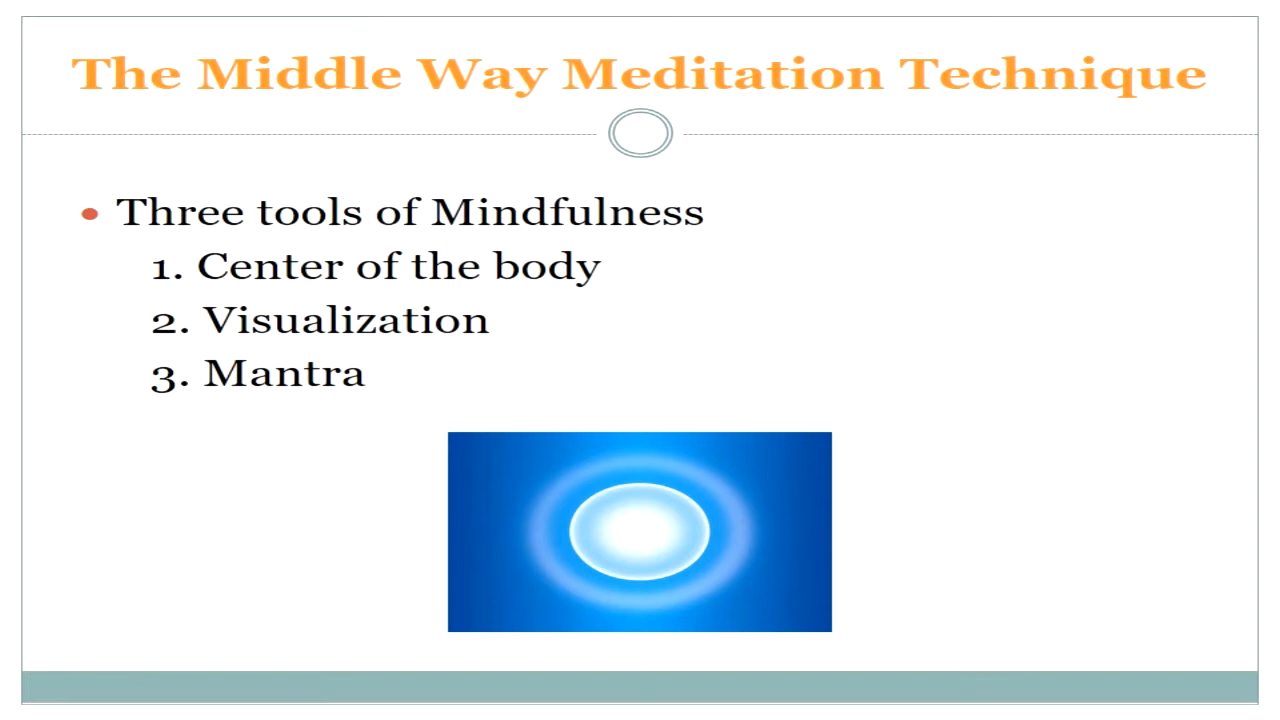 The Middle Way Meditation Technique
• Three tools of Mindfulness
1. Center of the body
2. Visualization
3. Mantra